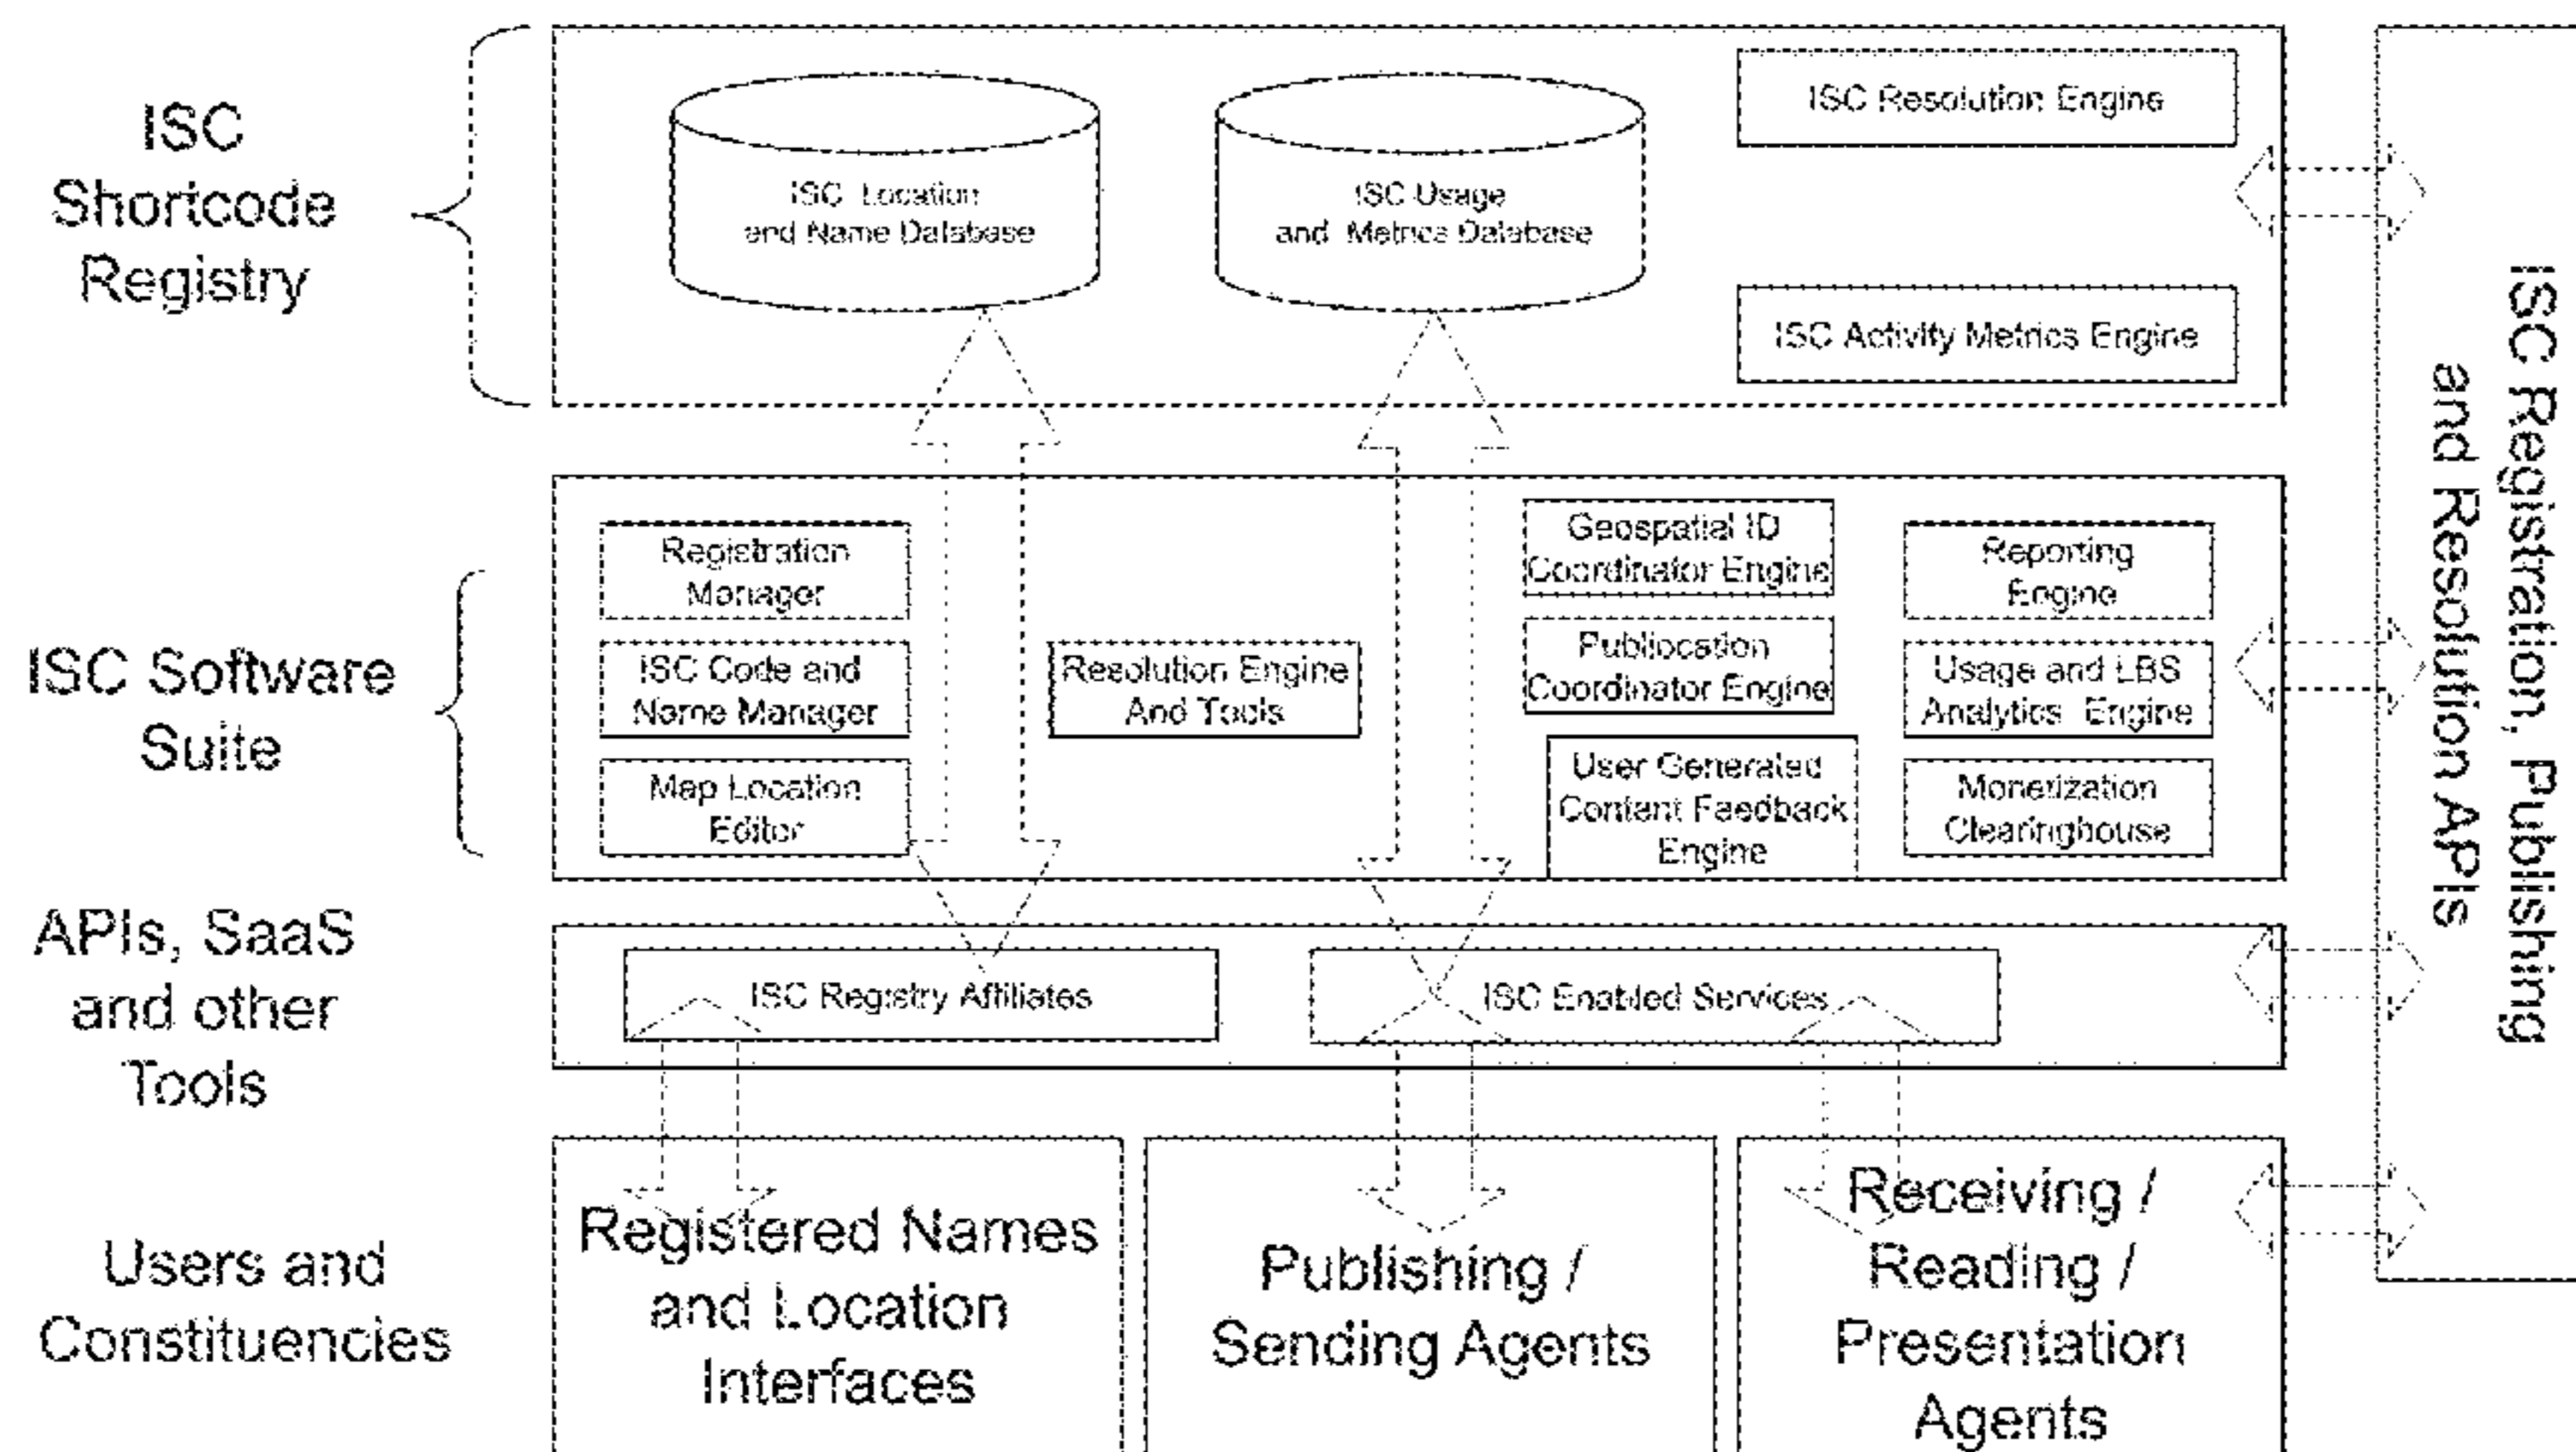 ISC
Shortcode
Registry
ISC Location
and Name Database
ISC Usage
and Metrics Database
ISC Resolution Engine
ISC Activity Metrics Engine
ISC Software
Suite
Registration
Manager
ISC Code and
Name Manager
Map Location
Editor
Resolution Engine
And Tools
Geospatial ID
Coordinator Engine
Publocation
Coordinator Engine
User Generated
Content Feedback
Engine
Reporting
Engine
Usage and LBS
Analytics Engine
Monetization
Clearinghouse
APIs, SaaS
and other
Tools
ISC Registry Affiliates
ISC Enabled Services
Users and
Constituencies
Registered Names
and Location
Interfaces
Publishing /
Sending Agents
Receiving /
Reading /
Presentation
Agents
ISC Registration, Publishing
and Resolution APIs